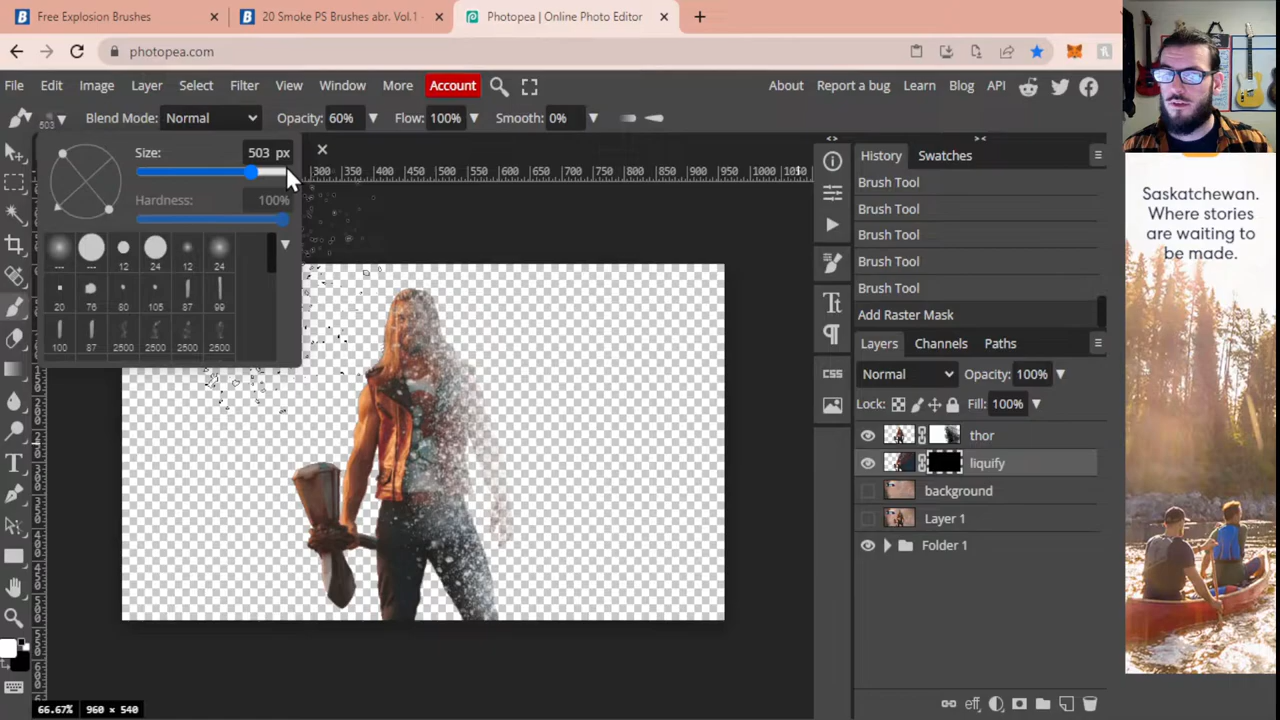 Free Explosion Brushes
20 Smoke PS Brushes abr. Vol.1 -
Photopea | Online Photo Editor
photopea.com
File Edit Image Layer Select Filter View Window More Account About Report a bug Learn Blog API
503 Blend Mode: Normal Opacity: 60% Flow: 100% Smooth: 0%
Size: 503 px
Hardness: 100%
--- --- 12 24 12 24
20 76 80 105 87 99
100 87 2500 2500 2500 2500
300 350 400 450 500 550 600 650 700 750 800 850 900 950 1000 1050
History Swatches
Brush Tool
Brush Tool
Brush Tool
Brush Tool
Brush Tool
Add Raster Mask
Layers Channels Paths
Normal Opacity: 100%
Lock: Fill: 100%
thor
liquify
background
Layer 1
Folder 1
CSS
eff
66.67% 960 × 540
Saskatchewan.
Where stories
are waiting to
be made.